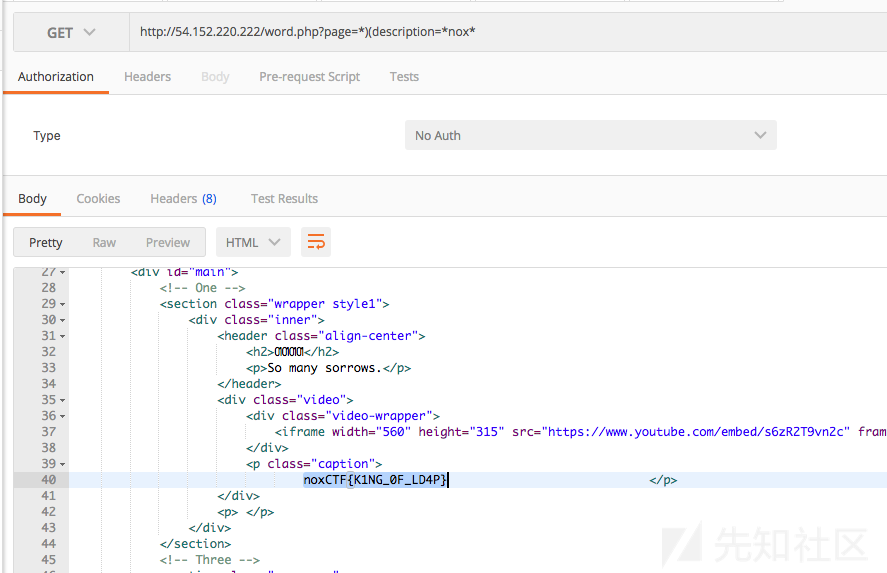 GET
http://54.152.220.222/word.php?page=*)(description=*nox*
Authorization Headers Body Pre-request Script Tests
Type No Auth
Body Cookies Headers (8) Test Results
Pretty Raw Preview HTML
27 <div id="main">
28 <!-- One -->
29 <section class="wrapper style1">
30 <div class="inner">
31 <header class="align-center">
32 <h2></h2>
33 <p>So many sorrows.</p>
34 </header>
35 <div class="video">
36 <div class="video-wrapper">
37 <iframe width="560" height="315" src="https://www.youtube.com/embed/s6zRZT9vn2c" fram
38 </div>
39 <p class="caption">
40 noxCTF{K1NG_0F_LD4P} </p>
41 </div>
42 <p> </p>
43 </div>
44 </section>
45 <!-- Three -->
先知社区